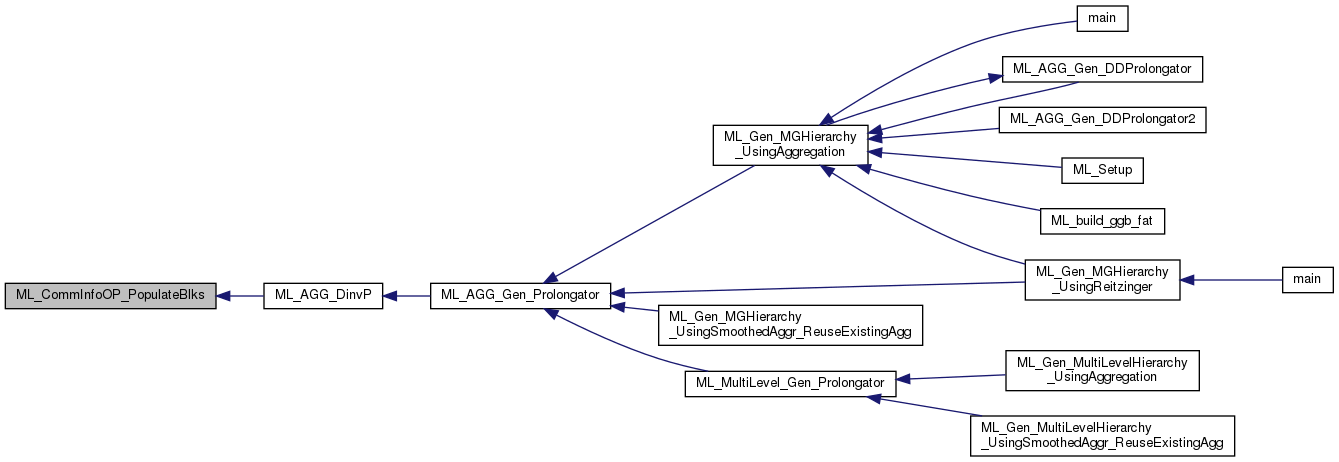 main
ML_AGG_Gen_DDProlongator
ML_AGG_Gen_DDProlongator2
ML_Gen_MGHierarchy
_UsingAggregation
ML_Setup
ML_build_ggb_fat
ML_Gen_MGHierarchy
_UsingReitzinger
main
ML_CommInfoOP_PopulateBlks
ML_AGG_DinvP
ML_AGG_Gen_Prolongator
ML_Gen_MGHierarchy
_UsingSmoothedAggr_ReuseExistingAgg
ML_MultiLevel_Gen_Prolongator
ML_Gen_MultiLevelHierarchy
_UsingAggregation
ML_Gen_MultiLevelHierarchy
_UsingSmoothedAggr_ReuseExistingAgg